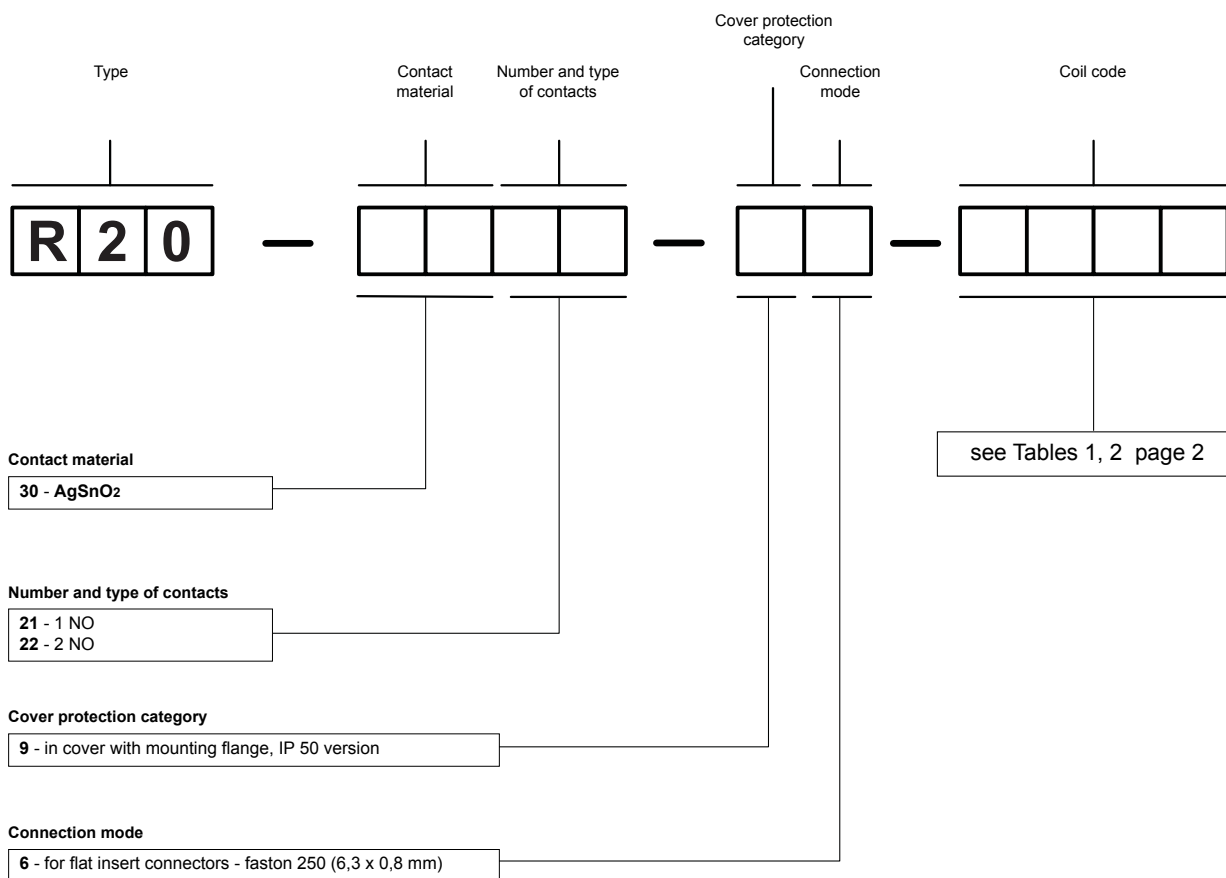 Cover protection
category
Type
Contact
material
Number and type
of contacts
Connection
mode
Coil code
R 2 0 — — —
see Tables 1, 2 page 2
Contact material
30 - AgSnO2
Number and type of contacts
21 - 1 NO
22 - 2 NO
Cover protection category
9 - in cover with mounting flange, IP 50 version
Connection mode
6 - for flat insert connectors - faston 250 (6,3 x 0,8 mm)